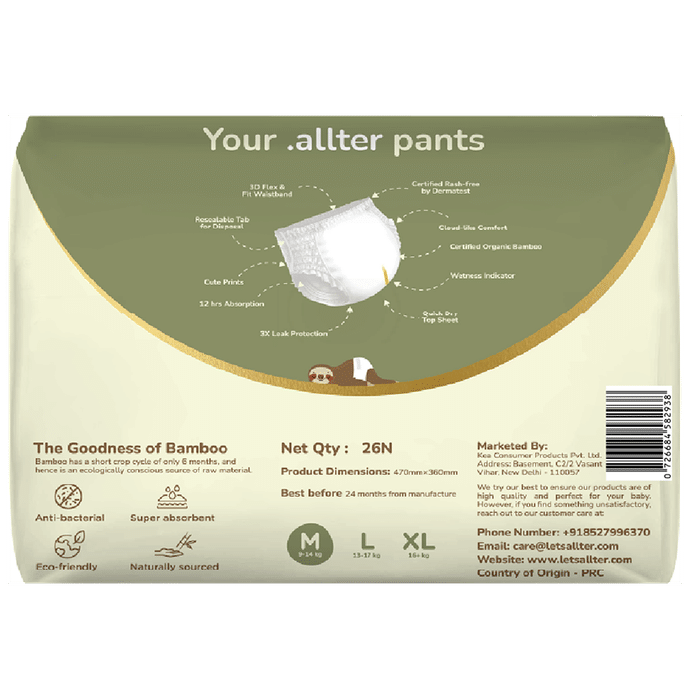 Your .allter pants
3D Flex &
Fit Waistband
Certified Rash-free
by Dermatest
Resealable Tab
for Disposal
Cloud-like Comfort
Certified Organic Bamboo
Cute Prints
Wetness Indicator
12 hrs Absorption
Quick Dry
Top Sheet
3X Leak Protection
The Goodness of Bamboo
Bamboo has a short crop cycle of only 6 months, and
hence is an ecologically conscious source of raw material.
Anti-bacterial
Super absorbent
Eco-friendly
Naturally sourced
Net Qty : 26N
Product Dimensions: 470mm×360mm
Best before 24 months from manufacture
M
9-14 kg
L
13-17 kg
XL
16+ kg
Marketed By:
Kea Consumer Products Pvt. Ltd.
Address: Basement, C2/2 Vasant
Vihar, New Delhi - 110057
We try our best to ensure our products are of
high quality and perfect for your baby.
However, if you find something unsatisfactory,
reach out to our customer care at:
Phone Number: +918527996370
Email: care@letsallter.com
Website: www.letsallter.com
Country of Origin - PRC
0 726684 582938